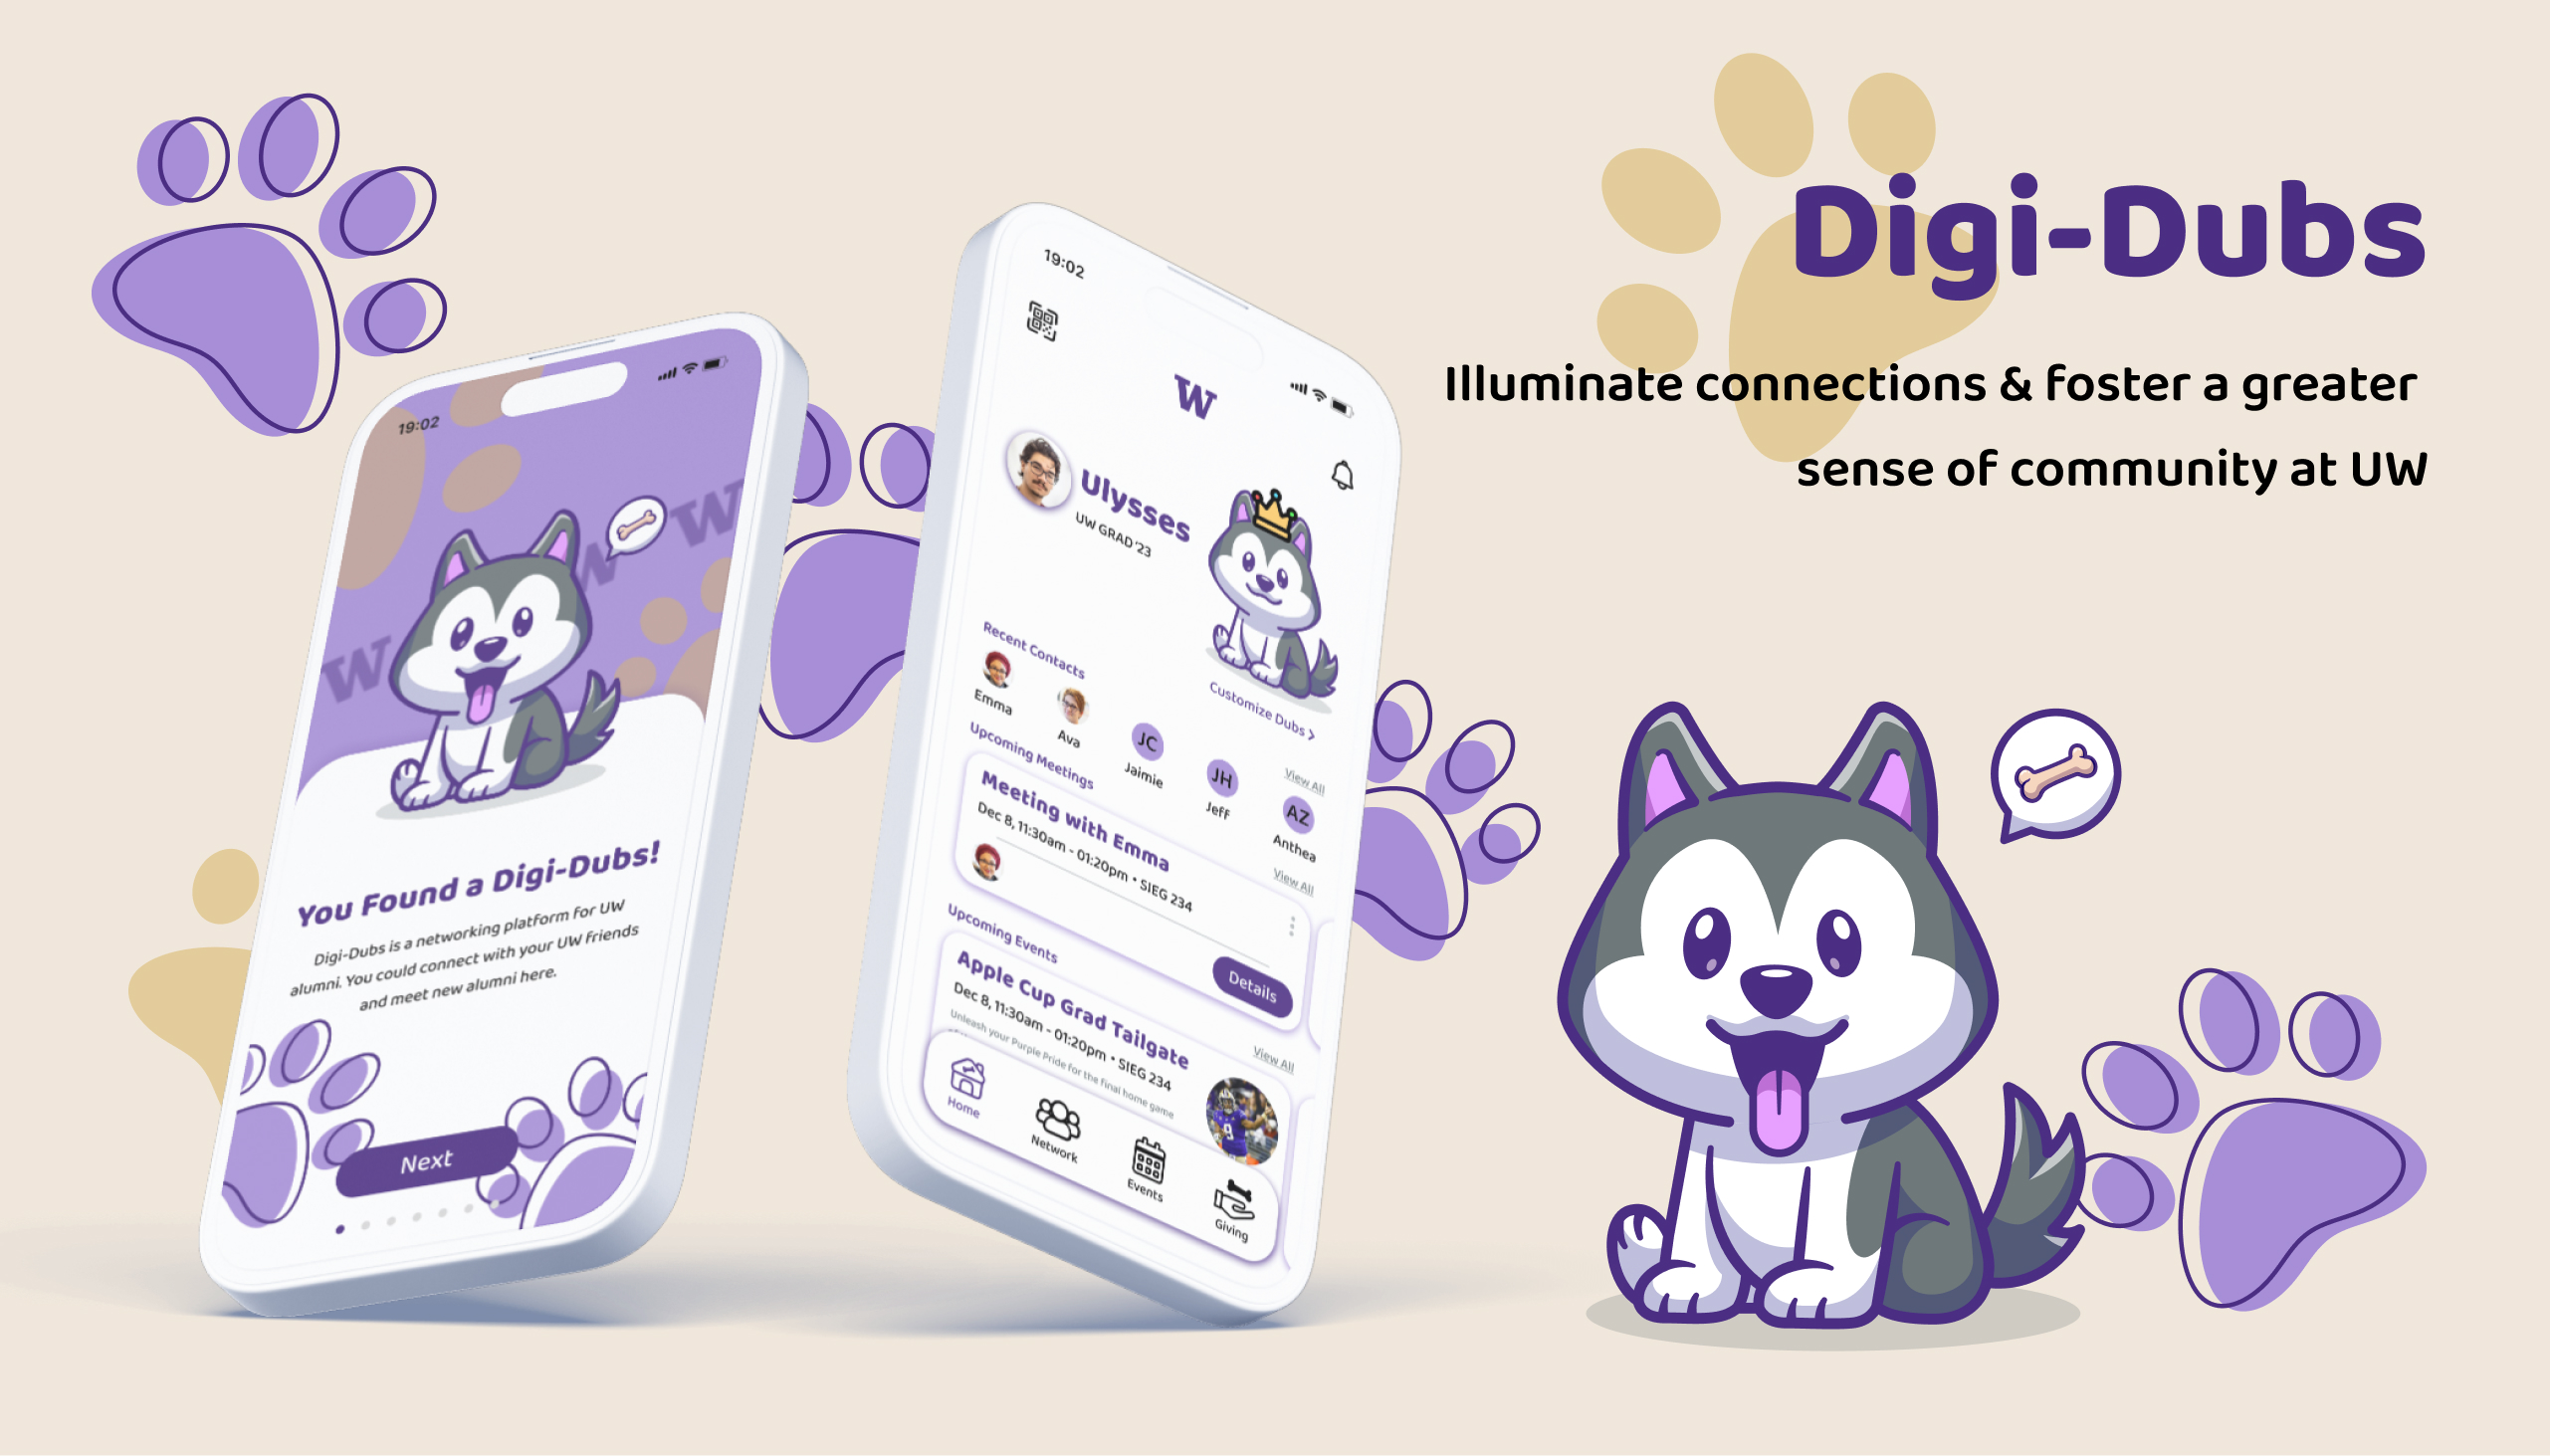 Digi-Dubs
Illuminate connections & foster a greater
sense of community at UW
19:02
W
W
W
You Found a Digi-Dubs!
Digi-Dubs is a networking platform for UW
alumni. You could connect with your UW friends
and meet new alumni here.
Next
19:02
W
Ulysses
UW GRAD '23
Customize Dubs >
Recent Contacts
View All
Emma
Ava
JC
Jaimie
JH
Jeff
AZ
Anthea
Upcoming Meetings
View All
Meeting with Emma
Dec 8, 11:30am - 01:20pm • SIEG 234
Details
Upcoming Events
View All
Apple Cup Grad Tailgate
Dec 8, 11:30am - 01:20pm • SIEG 234
Unleash your Purple Pride for the final home game
9
Home
Network
Events
Giving